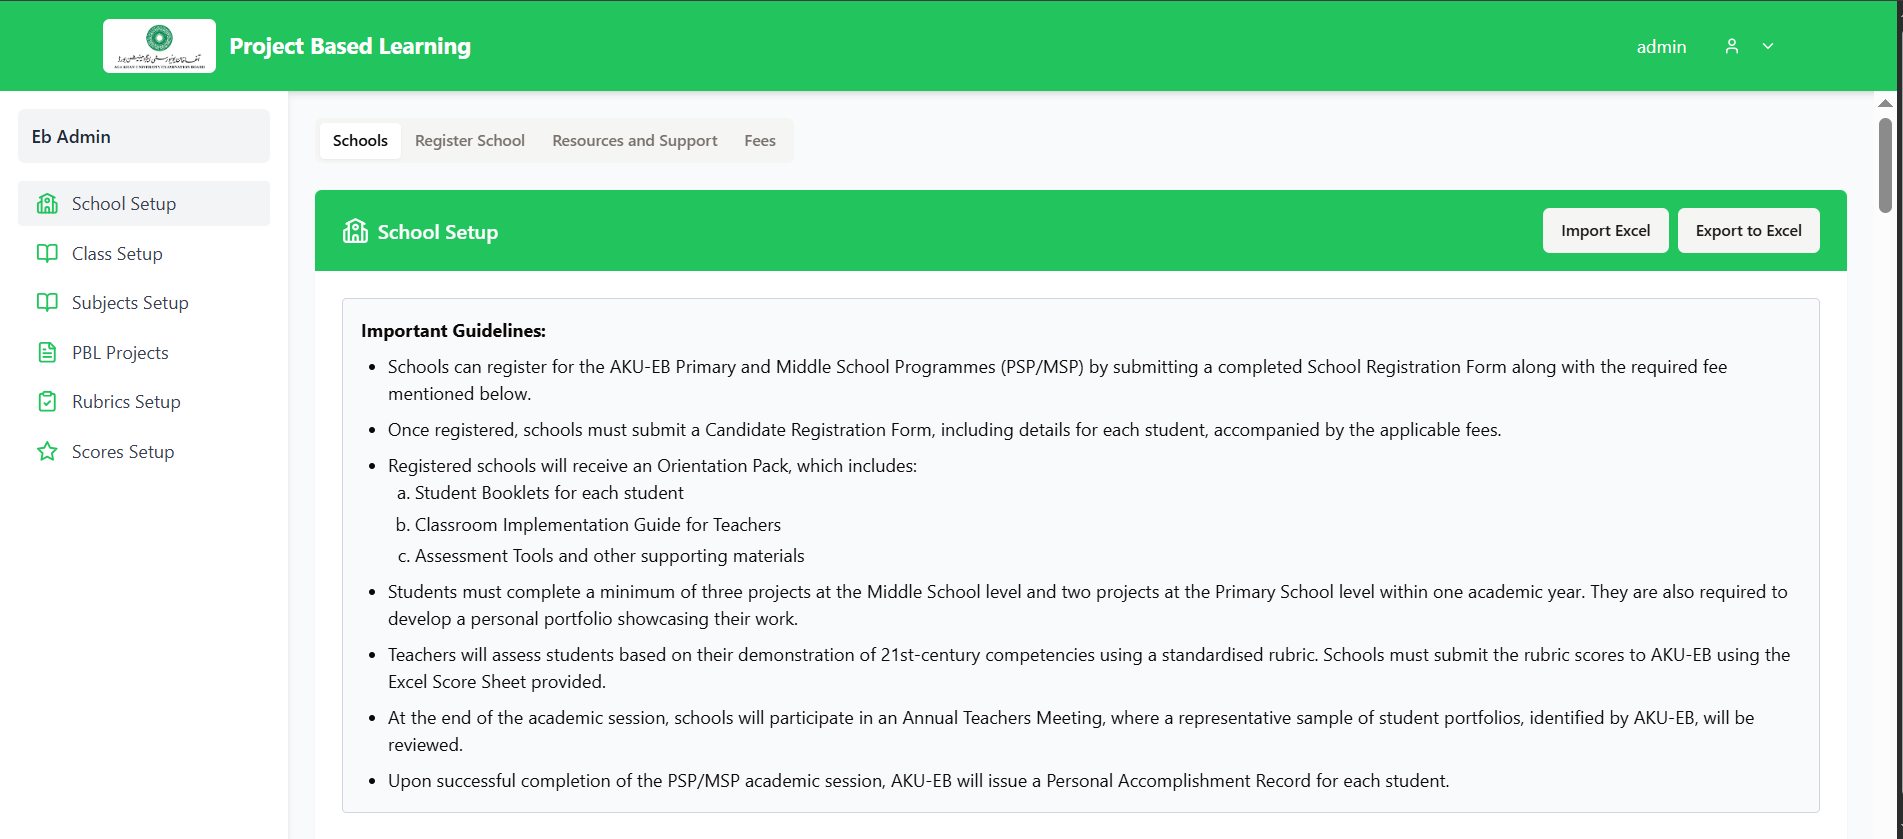 Project Based Learning
admin
Eb Admin
School Setup
Class Setup
Subjects Setup
PBL Projects
Rubrics Setup
Scores Setup
Schools Register School Resources and Support Fees
School Setup
Import Excel Export to Excel
Important Guidelines:
• Schools can register for the AKU-EB Primary and Middle School Programmes (PSP/MSP) by submitting a completed School Registration Form along with the required fee
mentioned below.
• Once registered, schools must submit a Candidate Registration Form, including details for each student, accompanied by the applicable fees.
• Registered schools will receive an Orientation Pack, which includes:
a. Student Booklets for each student
b. Classroom Implementation Guide for Teachers
c. Assessment Tools and other supporting materials
• Students must complete a minimum of three projects at the Middle School level and two projects at the Primary School level within one academic year. They are also required to
develop a personal portfolio showcasing their work.
• Teachers will assess students based on their demonstration of 21st-century competencies using a standardised rubric. Schools must submit the rubric scores to AKU-EB using the
Excel Score Sheet provided.
• At the end of the academic session, schools will participate in an Annual Teachers Meeting, where a representative sample of student portfolios, identified by AKU-EB, will be
reviewed.
• Upon successful completion of the PSP/MSP academic session, AKU-EB will issue a Personal Accomplishment Record for each student.